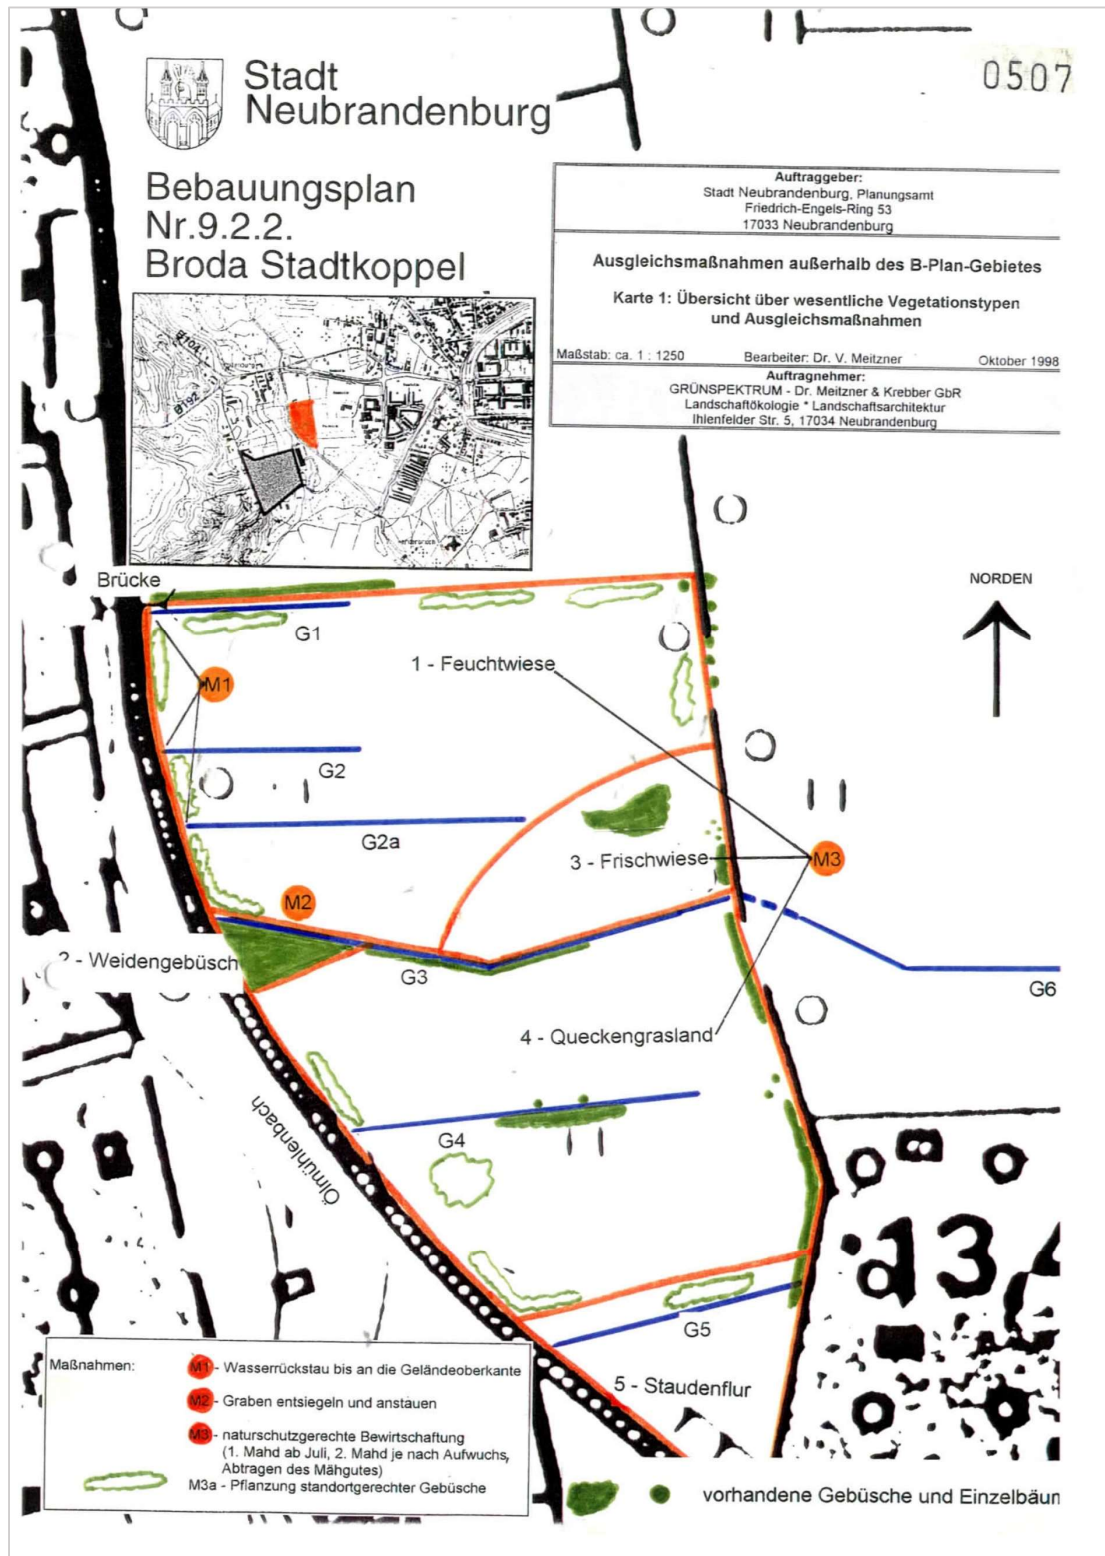 0507
Stadt
Neubrandenburg
Bebauungsplan
Nr.9.2.2.
Broda Stadtkoppel
Auftraggeber:
Stadt Neubrandenburg, Planungsamt
Friedrich-Engels-Ring 53
17033 Neubrandenburg
Ausgleichsmaßnahmen außerhalb des B-Plan-Gebietes
Karte 1: Übersicht über wesentliche Vegetationstypen
und Ausgleichsmaßnahmen
Maßstab: ca. 1 : 1250 Bearbeiter: Dr. V. Meitzner Oktober 1998
Auftragnehmer:
GRÜNSPEKTRUM - Dr. Meitzner & Krebber GbR
Landschaftökologie * Landschaftsarchitektur
Ihlenfelder Str. 5, 17034 Neubrandenburg
B104
B192
Brücke
NORDEN
G1
1 - Feuchtwiese
M1
G2
G2a
3 - Frischwiese
M3
M2
- Weidengebüsch
G3
G6
4 - Queckengrasland
Ölmühlenbach
G4
13
G5
5 - Staudenflur
Maßnahmen:
M1 - Wasserrückstau bis an die Geländeoberkante
M2 - Graben entsiegeln und anstauen
M3 - naturschutzgerechte Bewirtschaftung
(1. Mahd ab Juli, 2. Mahd je nach Aufwuchs,
Abtragen des Mähgutes)
M3a - Pflanzung standortgerechter Gebüsche
vorhandene Gebüsche und Einzelbäum